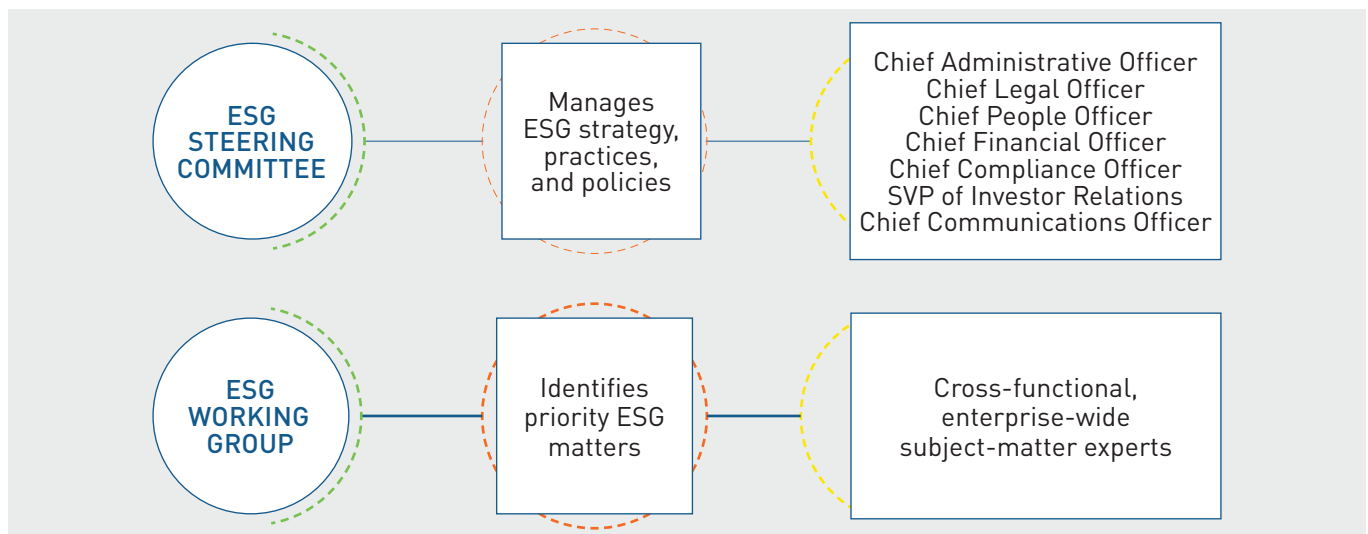 ESG
STEERING
COMMITTEE
Manages
ESG strategy,
practices,
and policies
Chief Administrative Officer
Chief Legal Officer
Chief People Officer
Chief Financial Officer
Chief Compliance Officer
SVP of Investor Relations
Chief Communications Officer
ESG
WORKING
GROUP
Identifies
priority ESG
matters
Cross-functional,
enterprise-wide
subject-matter experts